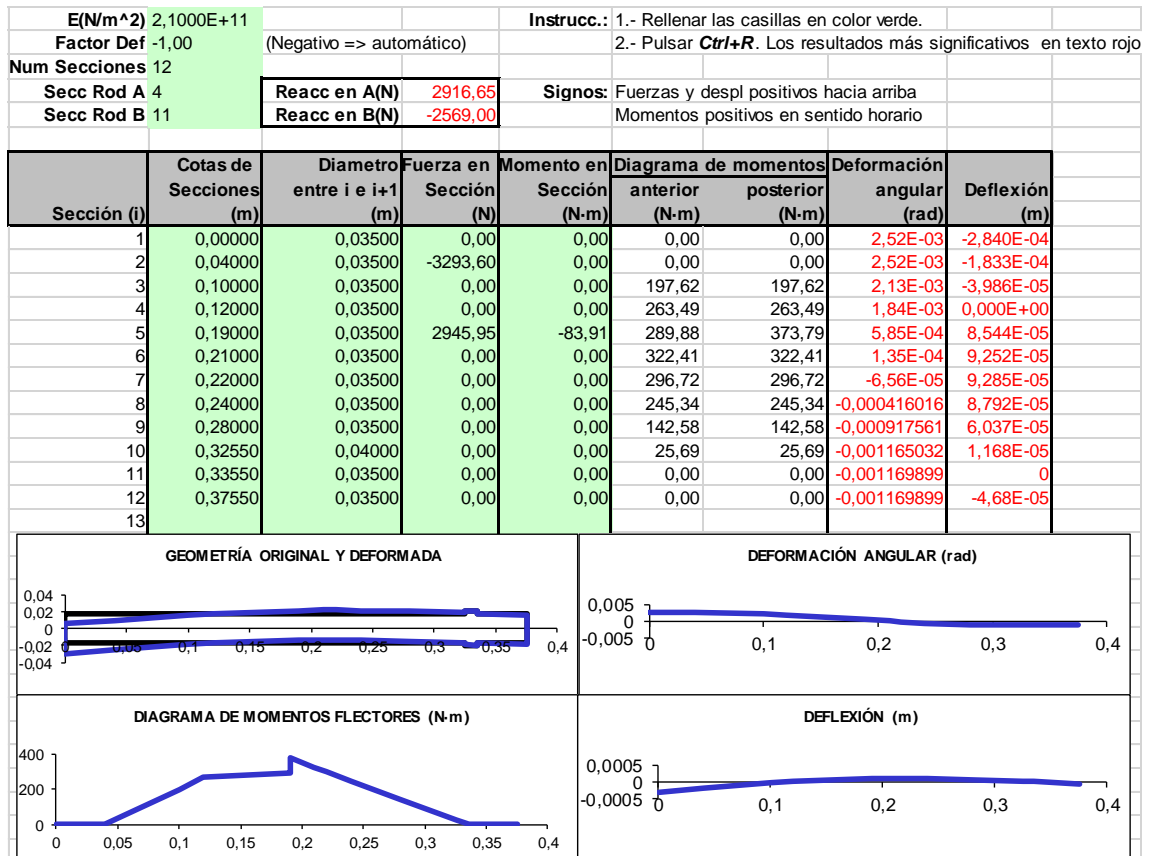 E(N/m^2) 2,1000E+11 Instrucc.: 1.- Rellenar las casillas en color verde.
Factor Def -1,00 (Negativo => automático) 2.- Pulsar Ctrl+R. Los resultados más significativos en texto rojo
Num Secciones 12
Secc Rod A 4 Reacc en A(N) 2916,65 Signos: Fuerzas y despl positivos hacia arriba
Secc Rod B 11 Reacc en B(N) -2569,00 Momentos positivos en sentido horario
Cotas de Diametro Fuerza en Momento en Diagrama de momentos Deformación
Secciones entre i e i+1 Sección Sección anterior posterior angular Deflexión
Sección (i) (m) (m) (N) (N·m) (N·m) (N·m) (rad) (m)
1 0,00000 0,03500 0,00 0,00 0,00 0,00 2,52E-03 -2,840E-04
2 0,04000 0,03500 -3293,60 0,00 0,00 0,00 2,52E-03 -1,833E-04
3 0,10000 0,03500 0,00 0,00 197,62 197,62 2,13E-03 -3,986E-05
4 0,12000 0,03500 0,00 0,00 263,49 263,49 1,84E-03 0,000E+00
5 0,19000 0,03500 2945,95 -83,91 289,88 373,79 5,85E-04 8,544E-05
6 0,21000 0,03500 0,00 0,00 322,41 322,41 1,35E-04 9,252E-05
7 0,22000 0,03500 0,00 0,00 296,72 296,72 -6,56E-05 9,285E-05
8 0,24000 0,03500 0,00 0,00 245,34 245,34 -0,000416016 8,792E-05
9 0,28000 0,03500 0,00 0,00 142,58 142,58 -0,000917561 6,037E-05
10 0,32550 0,04000 0,00 0,00 25,69 25,69 -0,001165032 1,168E-05
11 0,33550 0,03500 0,00 0,00 0,00 0,00 -0,001169899 0
12 0,37550 0,03500 0,00 0,00 0,00 0,00 -0,001169899 -4,68E-05
13
GEOMETRÍA ORIGINAL Y DEFORMADA
0,04
0,02
0
-0,02
-0,04
0,05 0,1 0,15 0,2 0,25 0,3 0,35 0,4
DEFORMACIÓN ANGULAR (rad)
0,005
0
-0,005
0 0,1 0,2 0,3 0,4
DIAGRAMA DE MOMENTOS FLECTORES (N·m)
400
200
0
0 0,05 0,1 0,15 0,2 0,25 0,3 0,35 0,4
DEFLEXIÓN (m)
0,0005
0
-0,0005
0 0,1 0,2 0,3 0,4